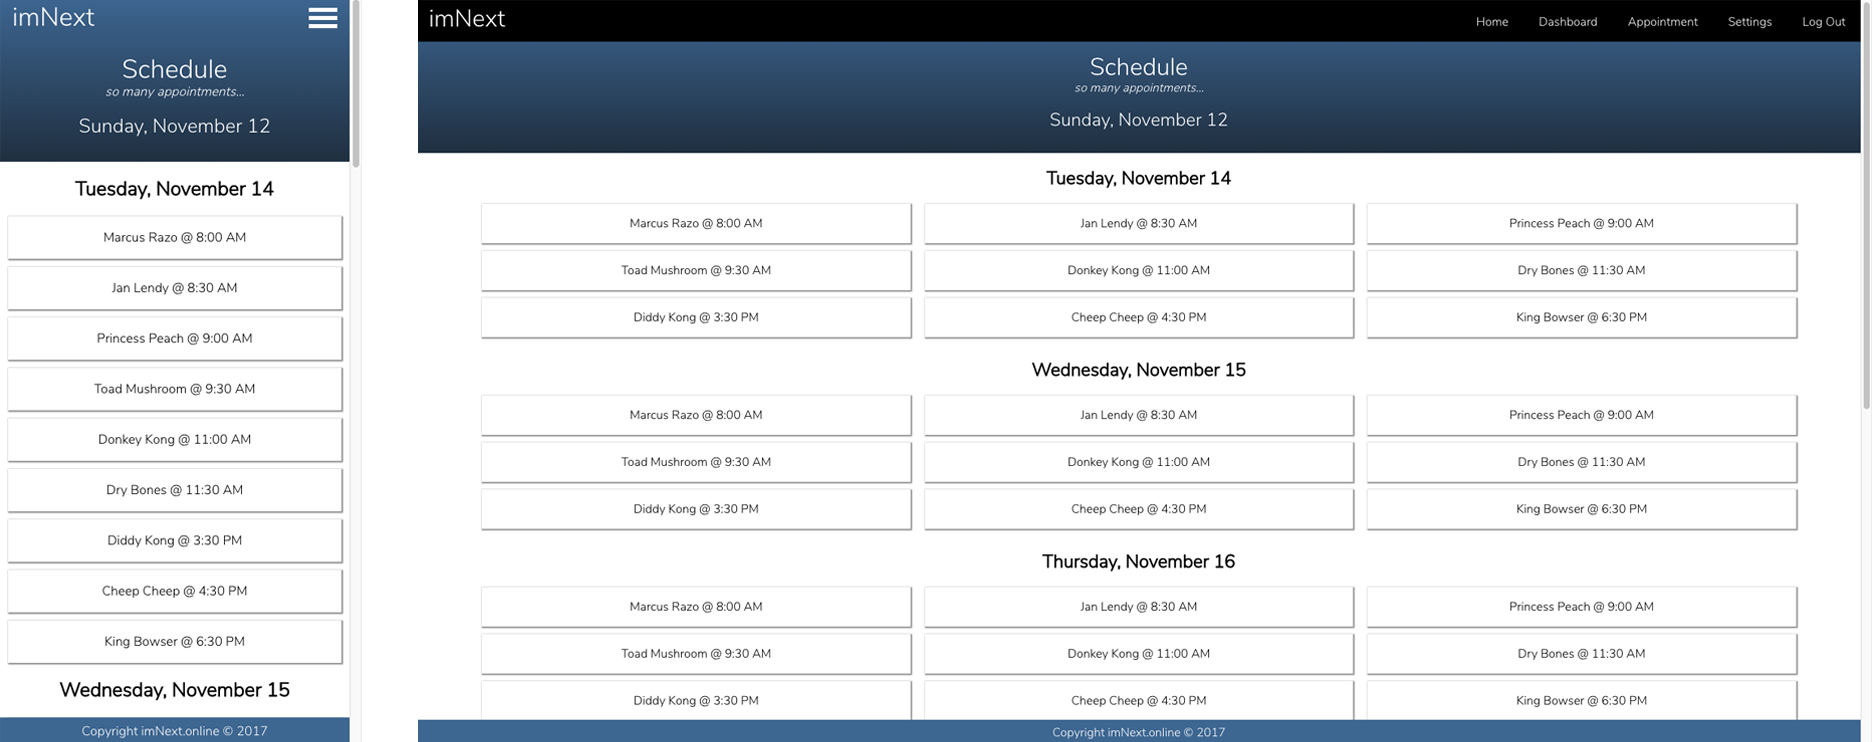 imNext
Schedule
so many appointments...
Sunday, November 12
Tuesday, November 14
Marcus Razo @ 8:00 AM
Jan Lendy @ 8:30 AM
Princess Peach @ 9:00 AM
Toad Mushroom @ 9:30 AM
Donkey Kong @ 11:00 AM
Dry Bones @ 11:30 AM
Diddy Kong @ 3:30 PM
Cheep Cheep @ 4:30 PM
King Bowser @ 6:30 PM
Wednesday, November 15
Copyright imNext.online © 2017
imNext Home Dashboard Appointment Settings Log Out
Schedule
so many appointments...
Sunday, November 12
Tuesday, November 14
Marcus Razo @ 8:00 AM Jan Lendy @ 8:30 AM Princess Peach @ 9:00 AM
Toad Mushroom @ 9:30 AM Donkey Kong @ 11:00 AM Dry Bones @ 11:30 AM
Diddy Kong @ 3:30 PM Cheep Cheep @ 4:30 PM King Bowser @ 6:30 PM
Wednesday, November 15
Marcus Razo @ 8:00 AM Jan Lendy @ 8:30 AM Princess Peach @ 9:00 AM
Toad Mushroom @ 9:30 AM Donkey Kong @ 11:00 AM Dry Bones @ 11:30 AM
Diddy Kong @ 3:30 PM Cheep Cheep @ 4:30 PM King Bowser @ 6:30 PM
Thursday, November 16
Marcus Razo @ 8:00 AM Jan Lendy @ 8:30 AM Princess Peach @ 9:00 AM
Toad Mushroom @ 9:30 AM Donkey Kong @ 11:00 AM Dry Bones @ 11:30 AM
Diddy Kong @ 3:30 PM Cheep Cheep @ 4:30 PM King Bowser @ 6:30 PM
Copyright imNext.online © 2017